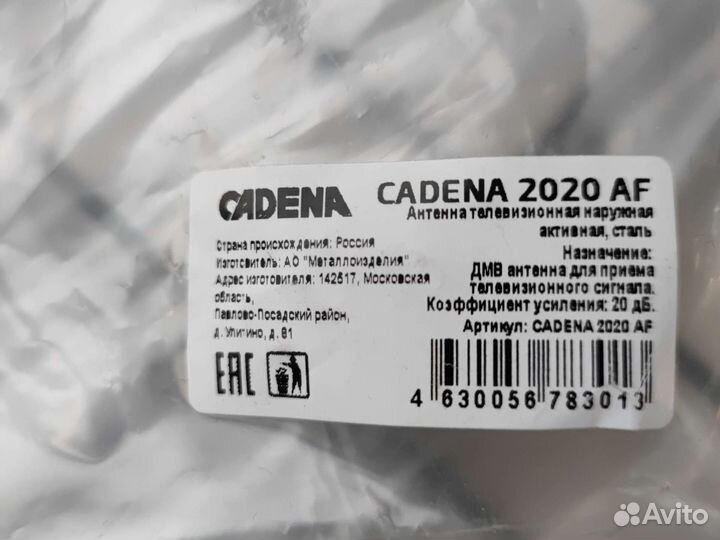 CADENA
Страна происхождения: Россия
Изготовитель: АО "Металлоизделия"
Адрес изготовителя: 142517, Московская
область,
Павлово-Посадский район,
д. Улитино, д. 81
EAC
CADENA 2020 AF
Антенна телевизионная наружная
активная, сталь
Назначение:
ДМВ антенна для приема
телевизионного сигнала.
Коэффициент усиления: 20 дБ.
Артикул: CADENA 2020 AF
4 630056 783013
Avito